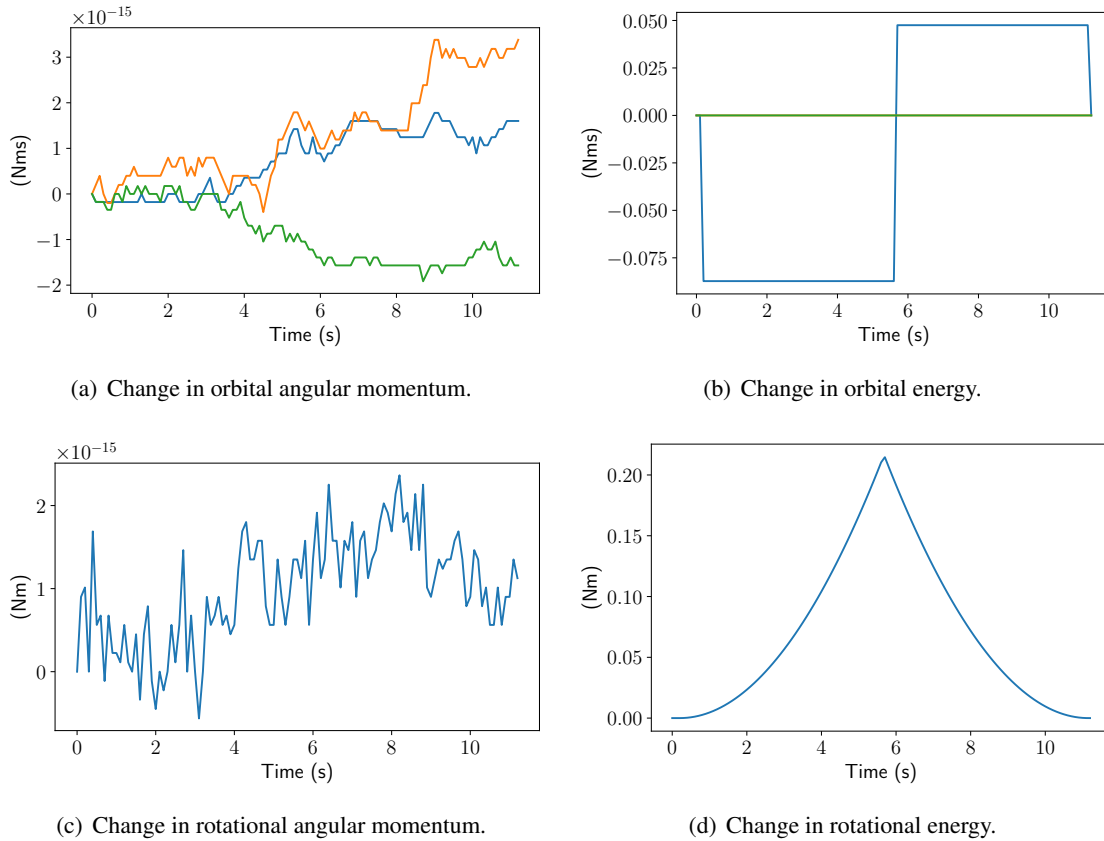 ×10⁻¹⁵
3
2
1
0
−1
−2
(Nms)
0 2 4 6 8 10
Time (s)
(a) Change in orbital angular momentum.
0.050
0.025
0.000
−0.025
−0.050
−0.075
(Nms)
0 2 4 6 8 10
Time (s)
(b) Change in orbital energy.
×10⁻¹⁵
2
1
0
(Nm)
0 2 4 6 8 10
Time (s)
(c) Change in rotational angular momentum.
0.20
0.15
0.10
0.05
0.00
(Nm)
0 2 4 6 8 10
Time (s)
(d) Change in rotational energy.